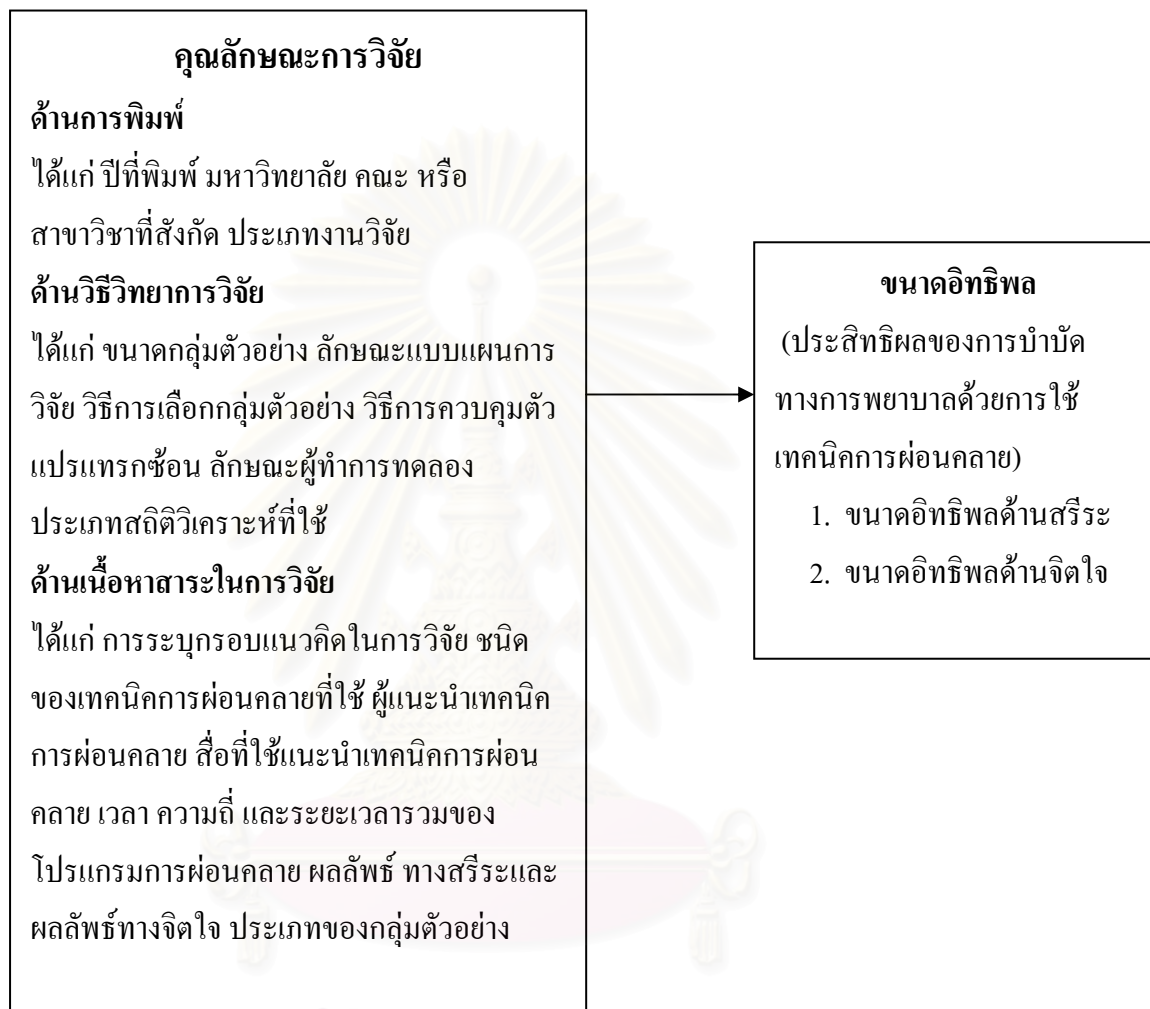 คุณลักษณะการวิจัย
ด้านการพิมพ์
ได้แก่ ปีที่พิมพ์ มหาวิทยาลัย คณะ หรือ
สาขาวิชาที่สังกัด ประเภทงานวิจัย
ด้านวิธีวิทยาการวิจัย
ได้แก่ ขนาดกลุ่มตัวอย่าง ลักษณะแบบแผนการ
วิจัย วิธีการเลือกกลุ่มตัวอย่าง วิธีการควบคุมตัว
แปรแทรกซ้อน ลักษณะผู้ทำการทดลอง
ประเภทสถิติวิเคราะห์ที่ใช้
ด้านเนื้อหาสาระในการวิจัย
ได้แก่ การระบุกรอบแนวคิดในการวิจัย ชนิด
ของเทคนิคการผ่อนคลายที่ใช้ ผู้แนะนำเทคนิค
การผ่อนคลาย สื่อที่ใช้แนะนำเทคนิคการผ่อน
คลาย เวลา ความถี่ และระยะเวลารวมของ
โปรแกรมการผ่อนคลาย ผลลัพธ์ ทางสรีระและ
ผลลัพธ์ทางจิตใจ ประเภทของกลุ่มตัวอย่าง
ขนาดอิทธิพล
(ประสิทธิผลของการบำบัด
ทางการพยาบาลด้วยการใช้
เทคนิคการผ่อนคลาย)
1. ขนาดอิทธิพลด้านสรีระ
2. ขนาดอิทธิพลด้านจิตใจ